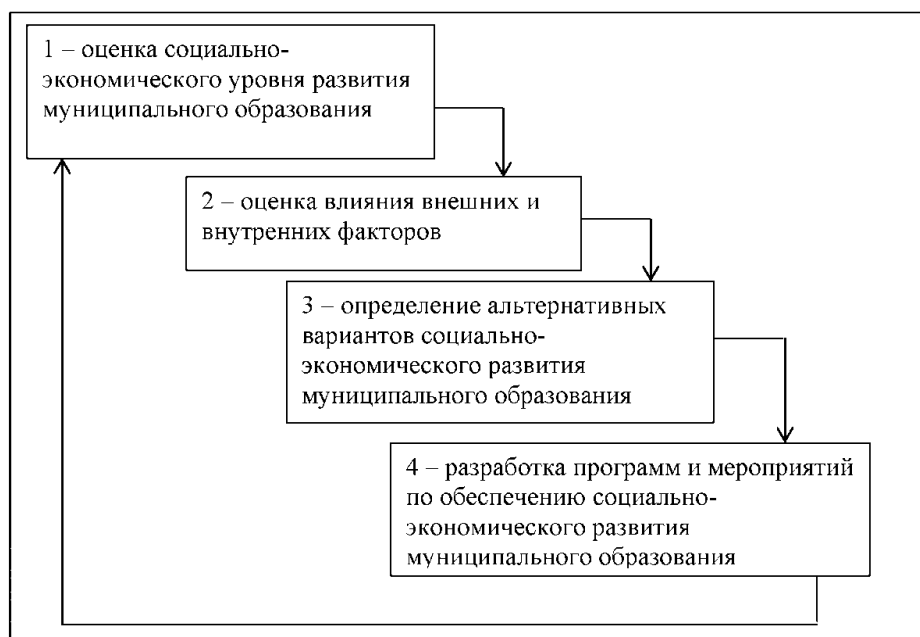 1 – оценка социально-
экономического уровня развития
муниципального образования
2 – оценка влияния внешних и
внутренних факторов
3 – определение альтернативных
вариантов социально-
экономического развития
муниципального образования
4 – разработка программ и мероприятий
по обеспечению социально-
экономического развития
муниципального образования